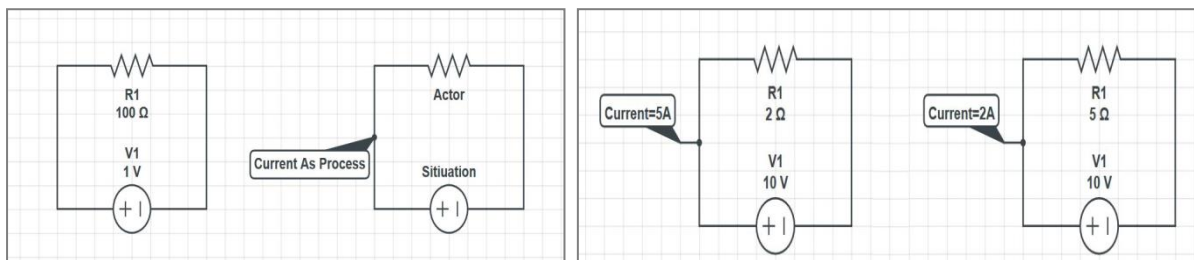 R1
100 Ω
V1
1 V
Actor
Current As Process
Sitiuation
Current=5A
R1
2 Ω
V1
10 V
Current=2A
R1
5 Ω
V1
10 V